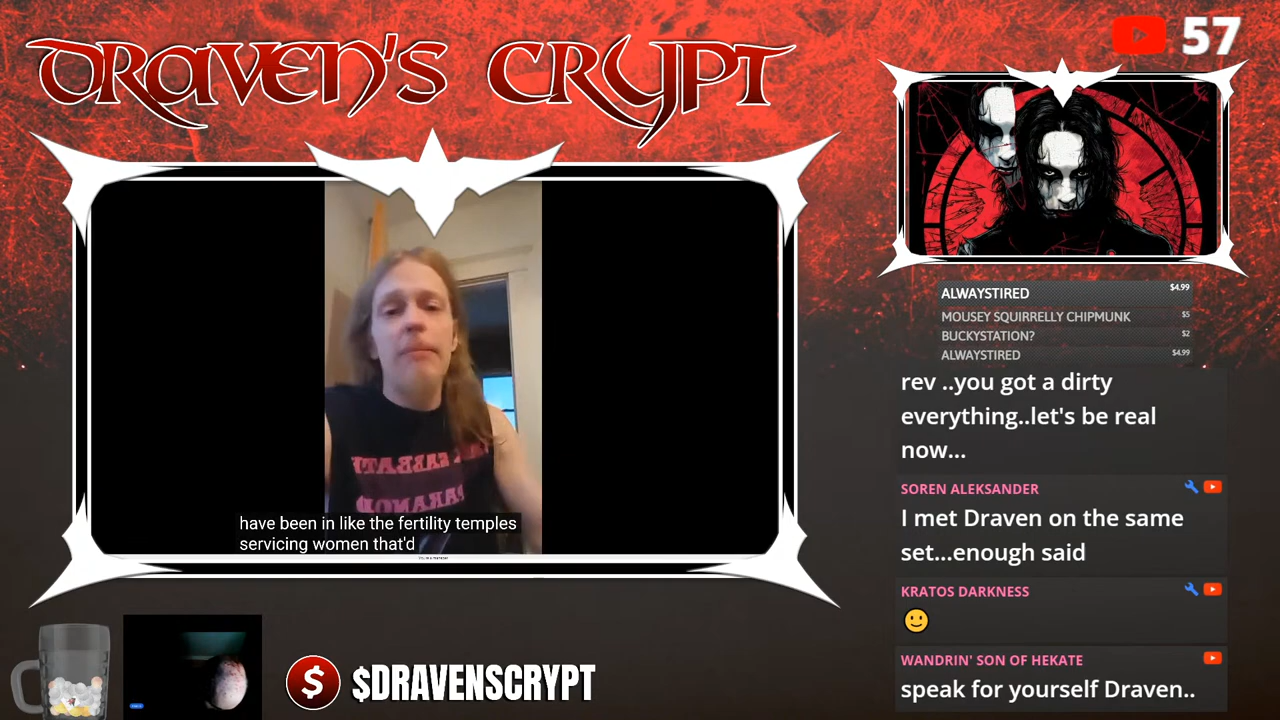 DRAVEN'S CRYPT
57
ALWAYSTIRED $4.99
MOUSEY SQUIRRELLY CHIPMUNK $5
BUCKYSTATION? $2
ALWAYSTIRED $4.99
rev ..you got a dirty
everything..let's be real
now...
SOREN ALEKSANDER
I met Draven on the same
set...enough said
KRATOS DARKNESS
WANDRIN' SON OF HEKATE
speak for yourself Draven..
have been in like the fertility temples
servicing women that'd
$DRAVENSCRYPT